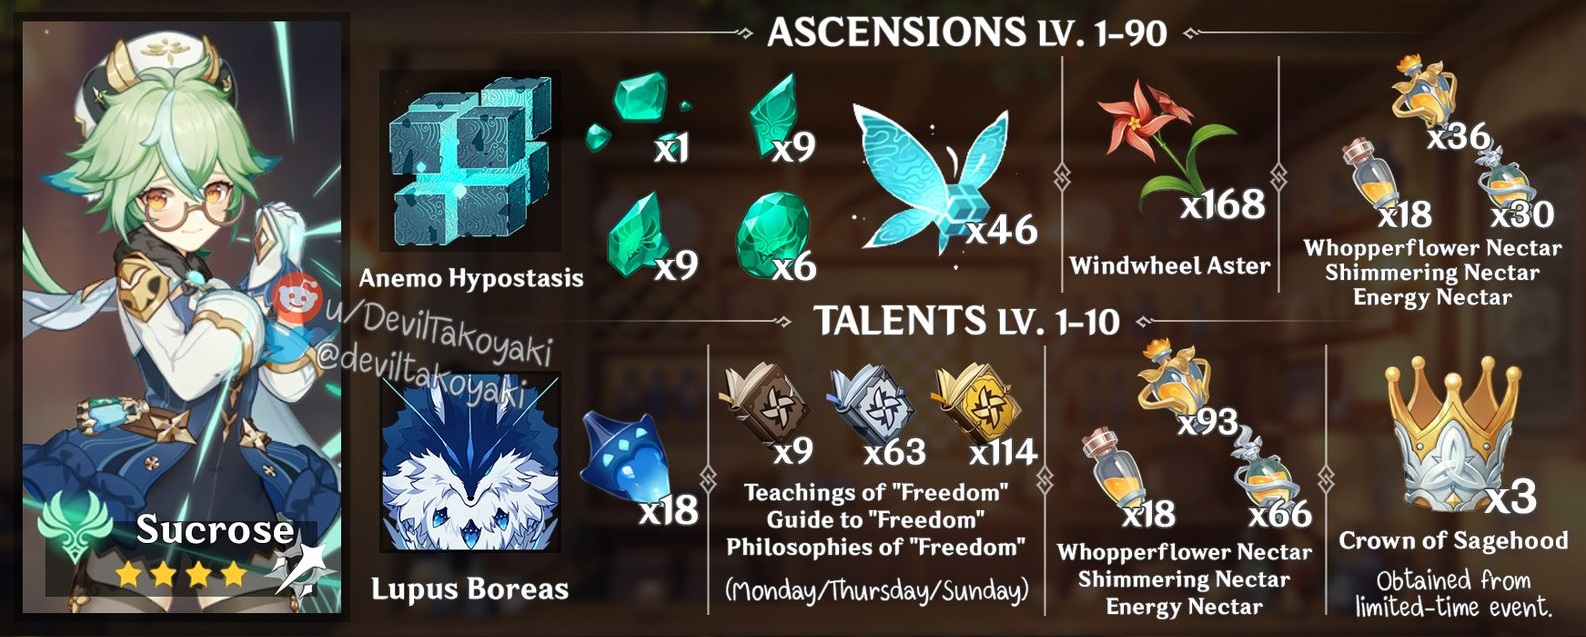 ASCENSIONS LV. 1-90
x1
x9
x9
x6
x46
Anemo Hypostasis
x168
Windwheel Aster
x36
x18
x30
Whopperflower Nectar
Shimmering Nectar
Energy Nectar
u/DevilTakoyaki
@deviltakoyaki
TALENTS LV. 1-10
Sucrose
x18
Lupus Boreas
x9
x63
x114
Teachings of "Freedom"
Guide to "Freedom"
Philosophies of "Freedom"
(Monday/Thursday/Sunday)
x93
x18
x66
Whopperflower Nectar
Shimmering Nectar
Energy Nectar
x3
Crown of Sagehood
Obtained from
limited-time event.